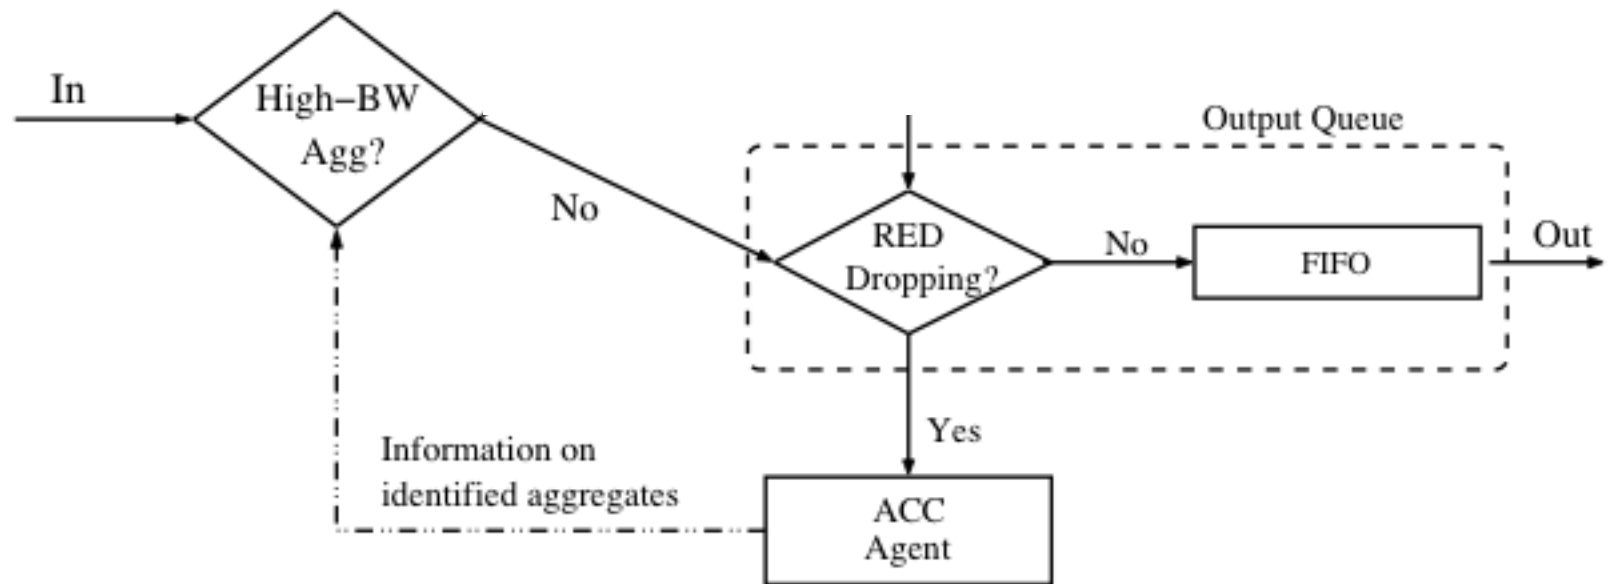 In
High−BW
Agg?
No
Output Queue
RED
Dropping?
No
FIFO
Out
Yes
Information on
identified aggregates
ACC
Agent